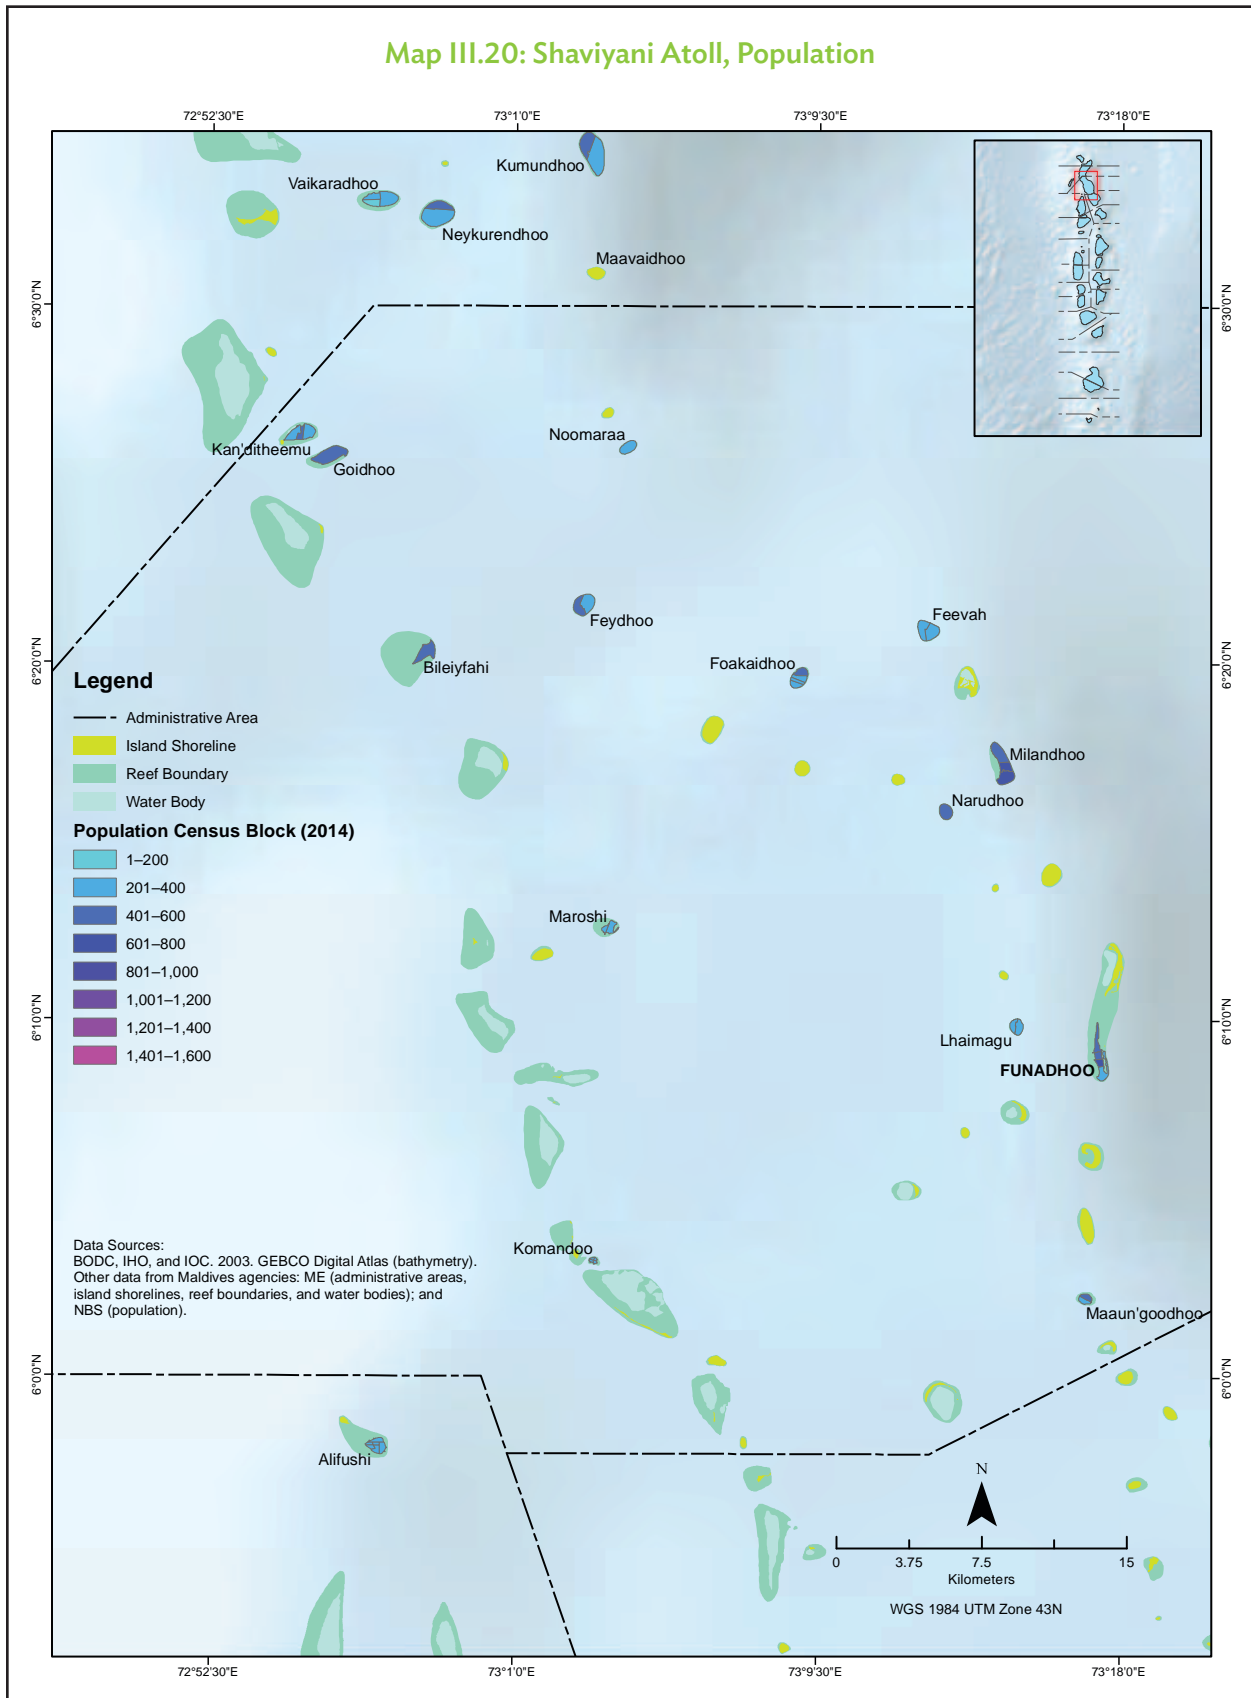 Map III.20: Shaviyani Atoll, Population
72°52'30"E
73°1'0"E
73°9'30"E
73°18'0"E
Kumundhoo
Vaikaradhoo
Neykurendhoo
Maavaidhoo
6°30'0"N
6°30'0"N
Noomaraa
Kan'ditheemu
Goidhoo
Feydhoo
Feevah
Bileiyfahi
Foakaidhoo
6°20'0"N
6°20'0"N
Legend
Administrative Area
Island Shoreline
Reef Boundary
Water Body
Milandhoo
Narudhoo
Population Census Block (2014)
1–200
201–400
401–600
601–800
801–1,000
1,001–1,200
1,201–1,400
1,401–1,600
Maroshi
6°10'0"N
6°10'0"N
Lhaimagu
FUNADHOO
Komandoo
Data Sources:
BODC, IHO, and IOC. 2003. GEBCO Digital Atlas (bathymetry).
Other data from Maldives agencies: ME (administrative areas,
island shorelines, reef boundaries, and water bodies); and
NBS (population).
Maaun'goodhoo
6°0'0"N
6°0'0"N
Alifushi
N
0 3.75 7.5 15
Kilometers
WGS 1984 UTM Zone 43N
72°52'30"E
73°1'0"E
73°9'30"E
73°18'0"E